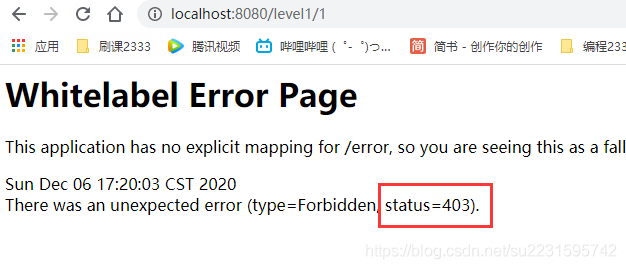 localhost:8080/level1/1
应用 刷课2333 腾讯视频 哔哩哔哩 (゜-゜)つ... 简 简书 - 创作你的创作 编程2333
Whitelabel Error Page
This application has no explicit mapping for /error, so you are seeing this as a fall
Sun Dec 06 17:20:03 CST 2020
There was an unexpected error (type=Forbidden, status=403).
https://blog.csdn.net/su2231595742